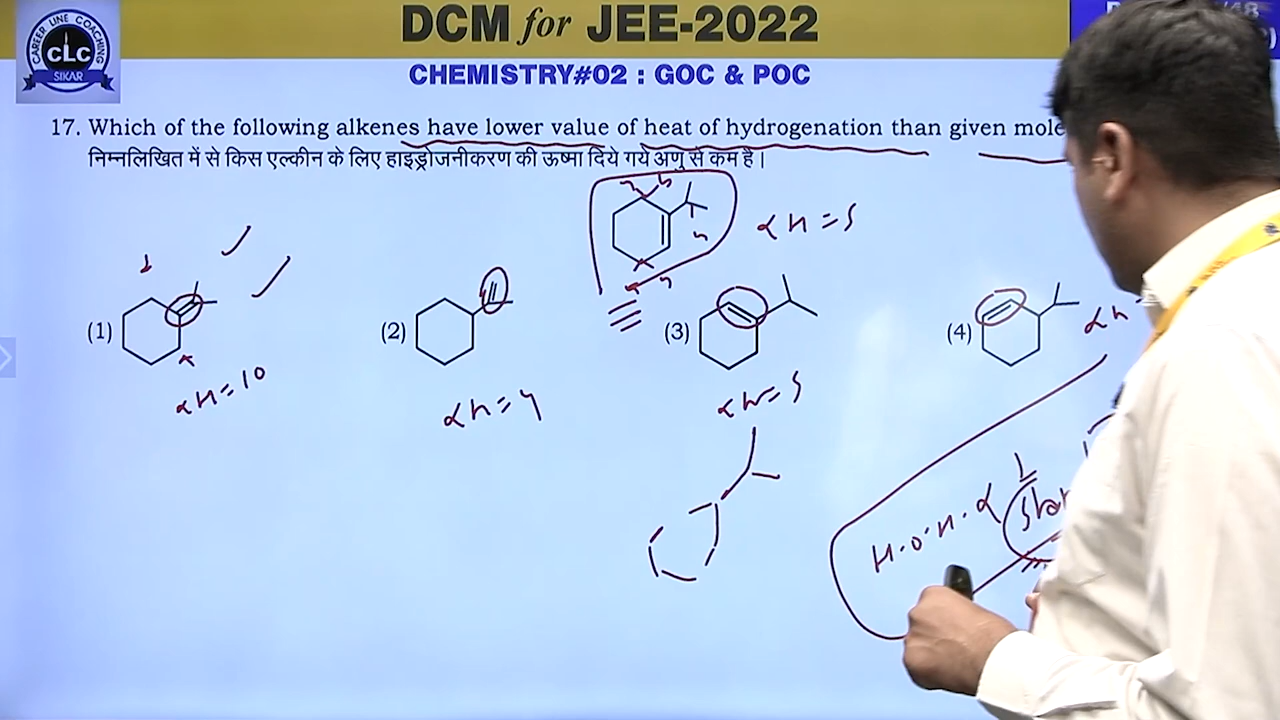 DCM for JEE-2022
CAREER LINE COACHING
CLC
SIKAR
CHEMISTRY#02 : GOC & POC
17. Which of the following alkenes have lower value of heat of hydrogenation than given mole
निम्नलिखित में से किस एल्कीन के लिए हाइड्रोजनीकरण की ऊष्मा दिये गये अणु से कम है।
αH = 5
(1)
(2)
(3)
(4)
αH = 10
αH = 4
αH = 5
αH
H.O.H. α 1